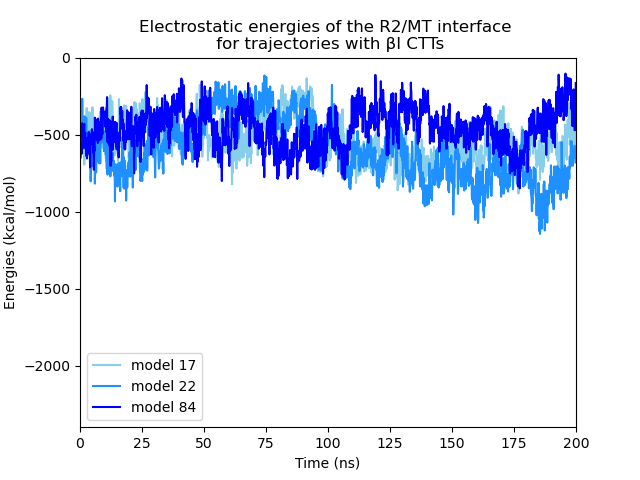 Electrostatic energies of the R2/MT interface
for trajectories with βI CTTs
0
−500
−1000
−1500
−2000
Energies (kcal/mol)
model 17
model 22
model 84
0 25 50 75 100 125 150 175 200
Time (ns)